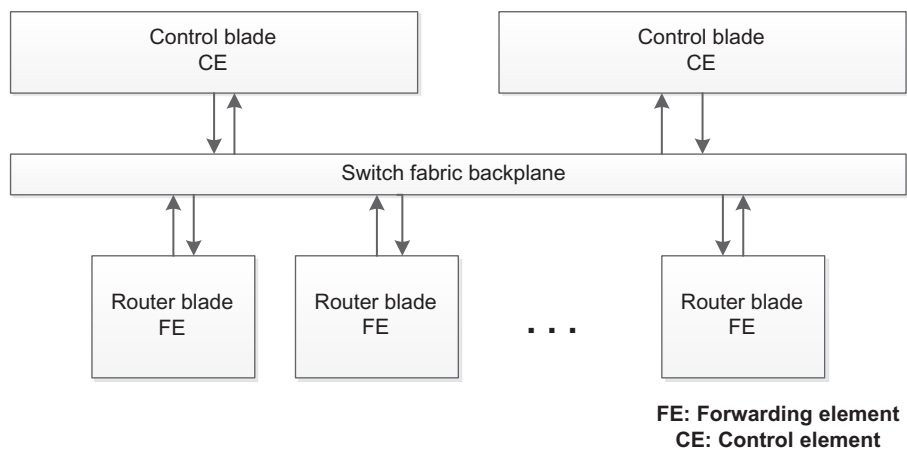 Control blade
CE
Control blade
CE
Switch fabric backplane
Router blade
FE
Router blade
FE
. . .
Router blade
FE
FE: Forwarding element
CE: Control element